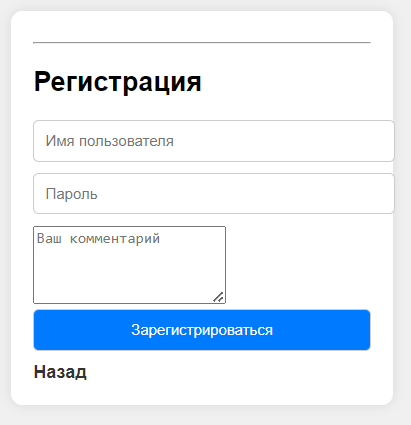 Регистрация
Имя пользователя
Пароль
Ваш комментарий
Зарегистрироваться
Назад